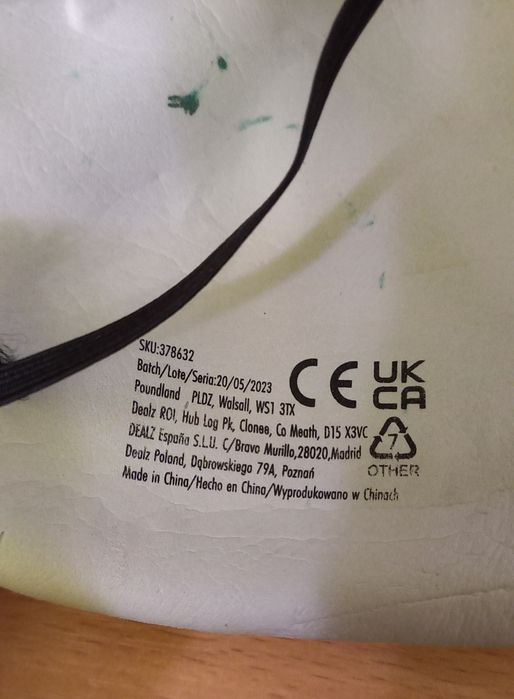 SKU:378632
Batch/Lote/Seria:20/05/2023
Poundland PLDZ, Walsall, WS1 3TX
Dealz ROI, Hub Log Pk, Clonee, Co Meath, D15 X3VC
DEALZ España S.L.U. C/Bravo Murillo,28020,Madrid
Dealz Poland, Dąbrowskiego 79A, Poznań
Made in China/Hecho en China/Wyprodukowano w Chinach
CE
UK
CA
7
OTHER